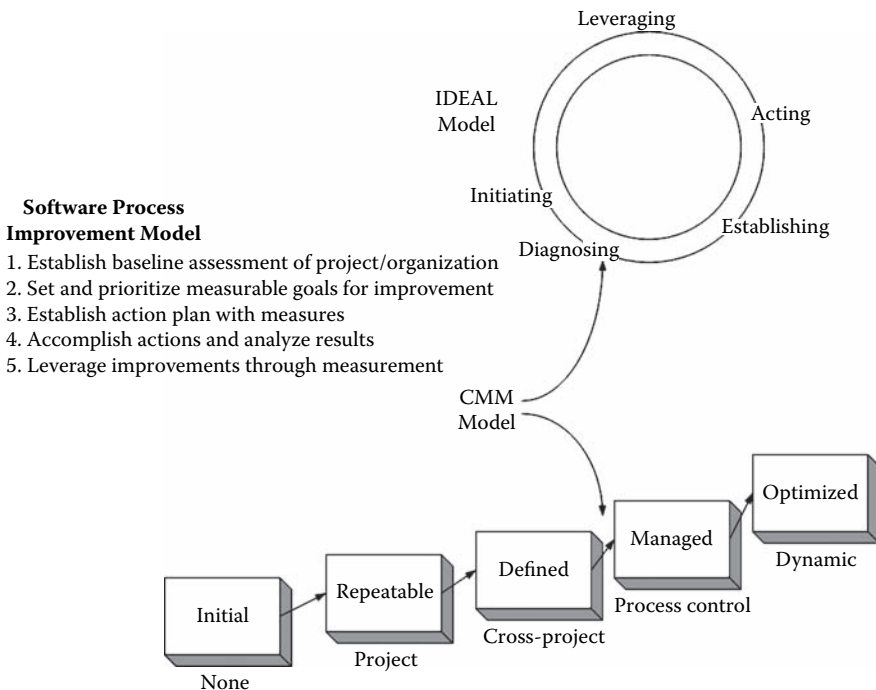 Leveraging
IDEAL
Model
Acting
Initiating
Establishing
Diagnosing
Software Process
Improvement Model
1. Establish baseline assessment of project/organization
2. Set and prioritize measurable goals for improvement
3. Establish action plan with measures
4. Accomplish actions and analyze results
5. Leverage improvements through measurement
CMM
Model
Optimized
Dynamic
Managed
Process control
Defined
Cross-project
Repeatable
Project
Initial
None